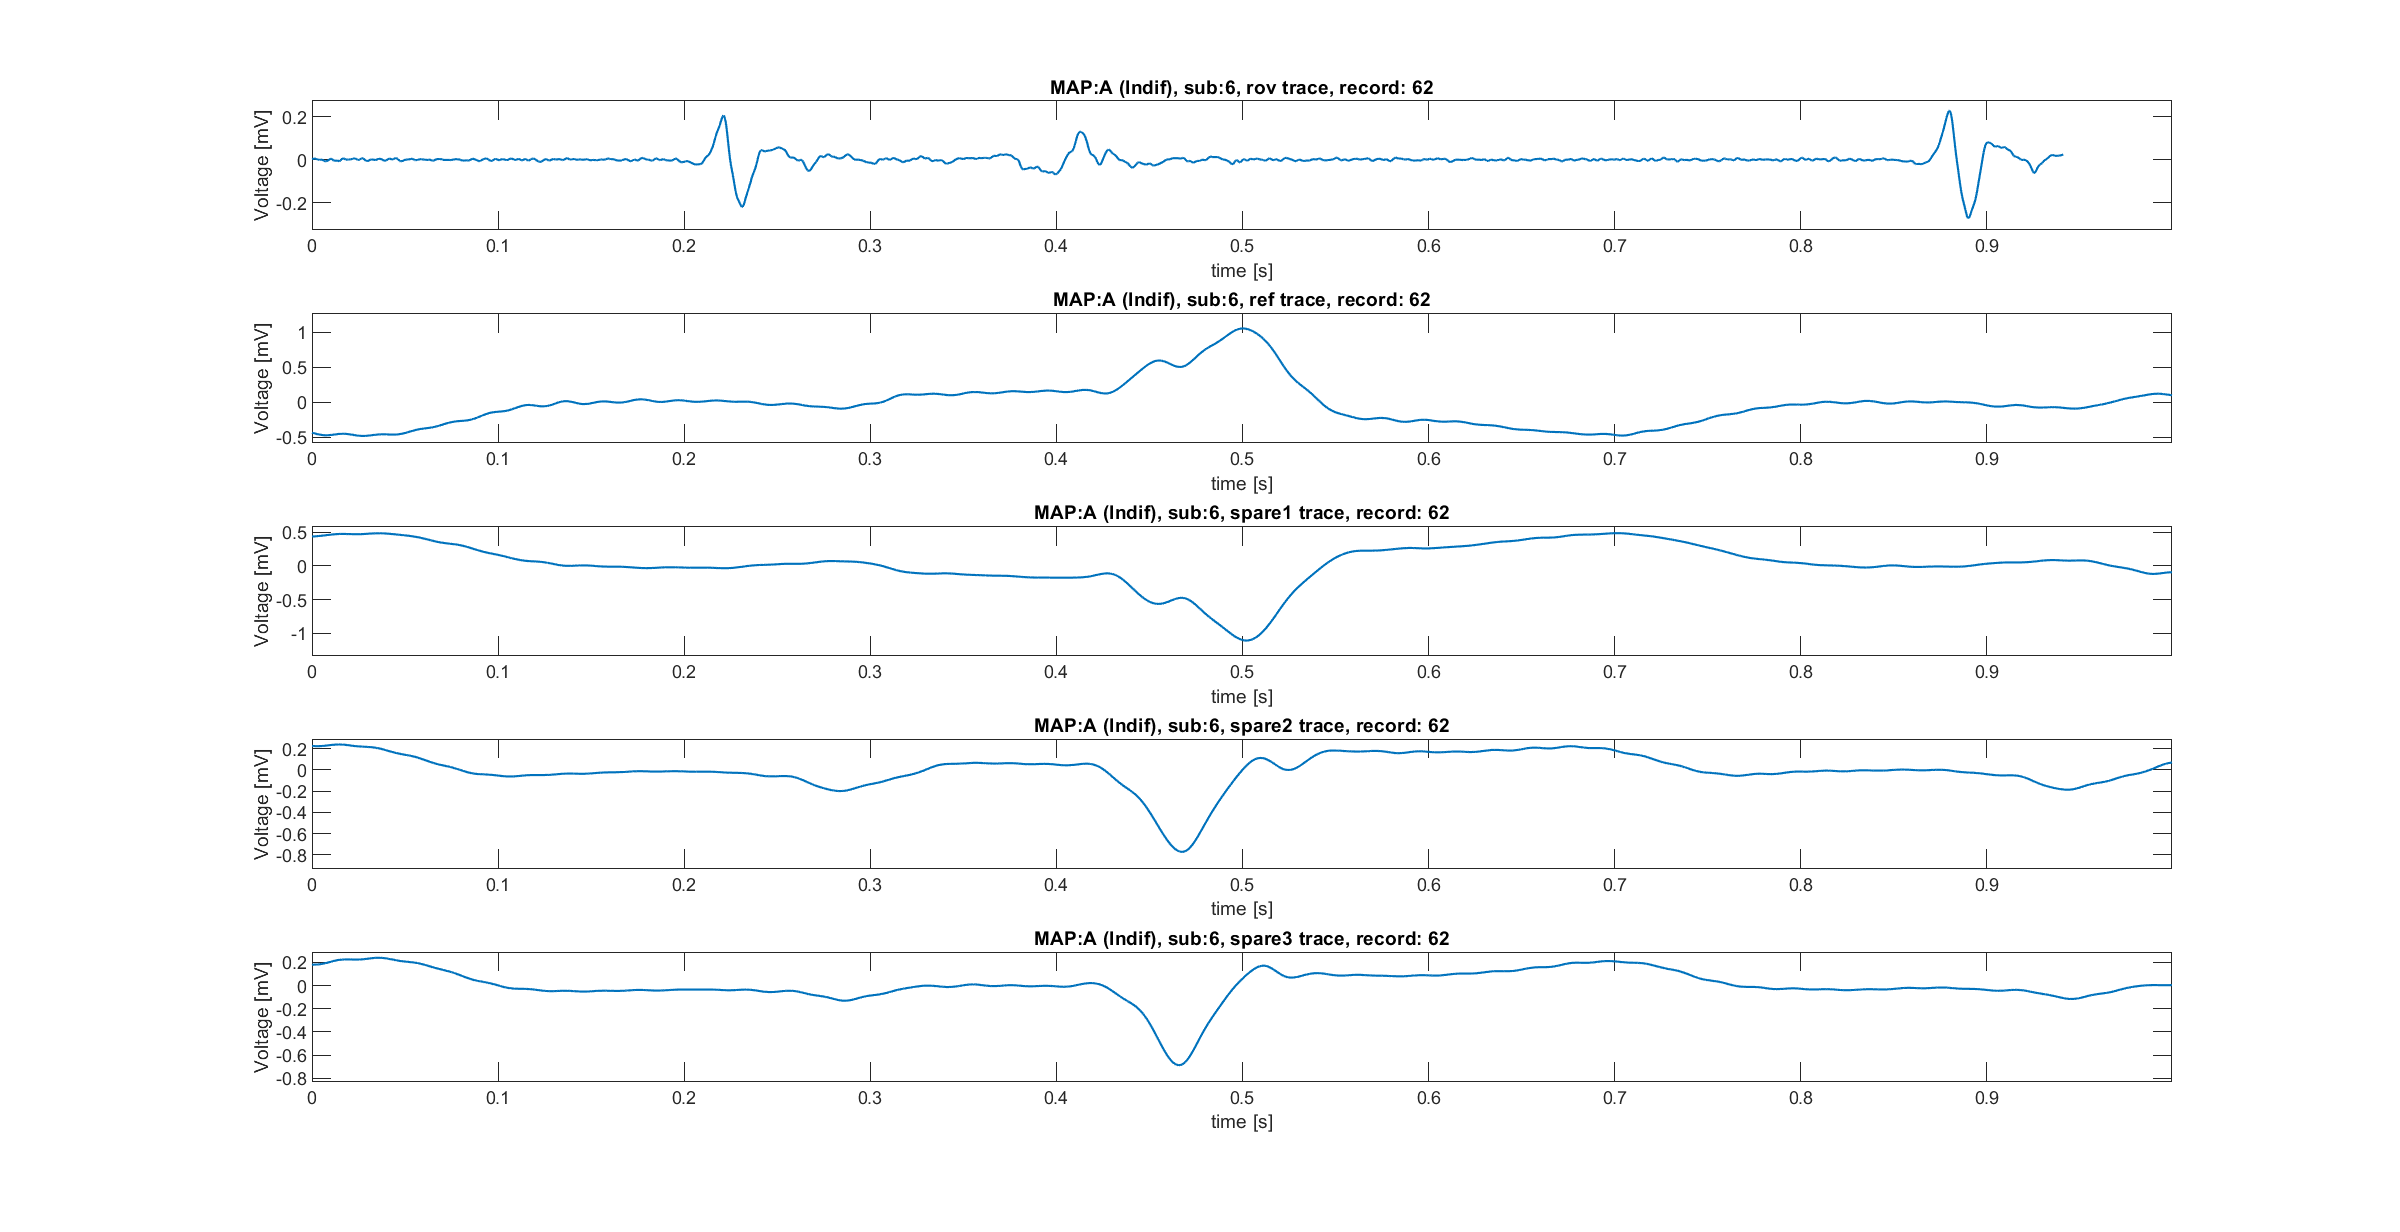 MAP:A (Indif), sub:6, rov trace, record: 62
Voltage [mV]
0.2
0
-0.2
0 0.1 0.2 0.3 0.4 0.5 0.6 0.7 0.8 0.9
time [s]
MAP:A (Indif), sub:6, ref trace, record: 62
Voltage [mV]
1
0.5
0
-0.5
0 0.1 0.2 0.3 0.4 0.5 0.6 0.7 0.8 0.9
time [s]
MAP:A (Indif), sub:6, spare1 trace, record: 62
Voltage [mV]
0.5
0
-0.5
-1
0 0.1 0.2 0.3 0.4 0.5 0.6 0.7 0.8 0.9
time [s]
MAP:A (Indif), sub:6, spare2 trace, record: 62
Voltage [mV]
0.2
0
-0.2
-0.4
-0.6
-0.8
0 0.1 0.2 0.3 0.4 0.5 0.6 0.7 0.8 0.9
time [s]
MAP:A (Indif), sub:6, spare3 trace, record: 62
Voltage [mV]
0.2
0
-0.2
-0.4
-0.6
-0.8
0 0.1 0.2 0.3 0.4 0.5 0.6 0.7 0.8 0.9
time [s]